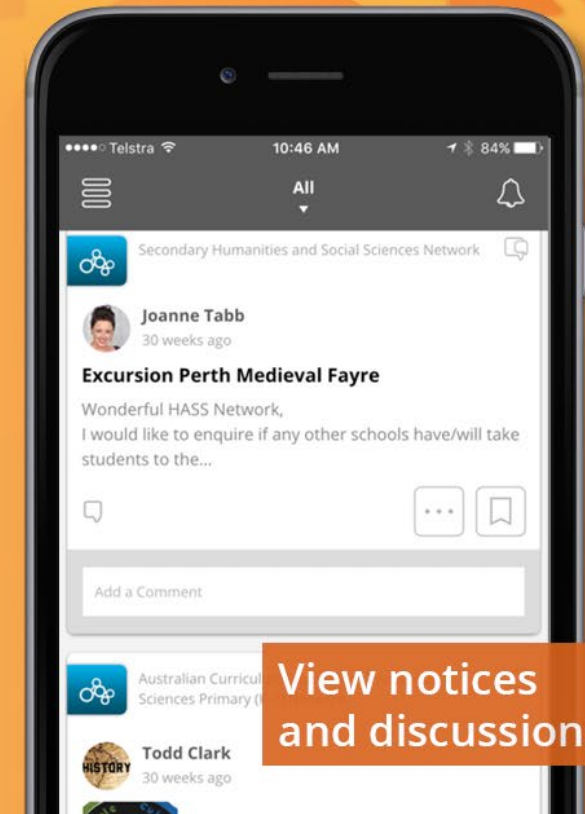 Telstra 10:46 AM 84%
All
Secondary Humanities and Social Sciences Network
Joanne Tabb
30 weeks ago
Excursion Perth Medieval Fayre
Wonderful HASS Network,
I would like to enquire if any other schools have/will take
students to the...
Add a Comment
Australian
Sciences Primary
View notices
and discussion
Todd Clark
HISTORY
30 weeks ago